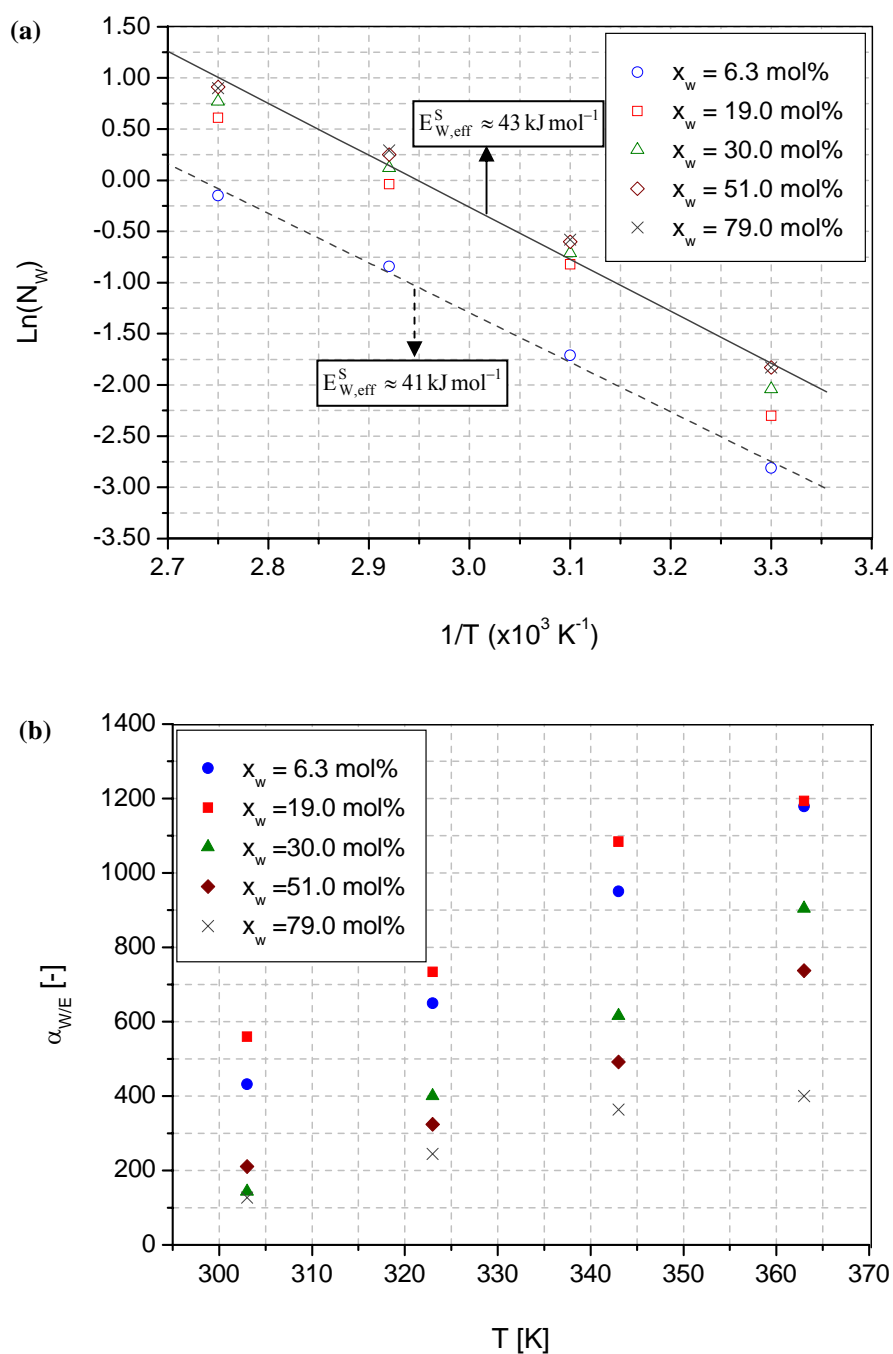 (a)
1.50
1.00
0.50
0.00
-0.50
-1.00
-1.50
-2.00
-2.50
-3.00
-3.50
Ln(N_W)
x_w = 6.3 mol%
x_w = 19.0 mol%
x_w = 30.0 mol%
x_w = 51.0 mol%
x_w = 79.0 mol%
E^S_W,eff ≈ 43 kJ mol⁻¹
E^S_W,eff ≈ 41 kJ mol⁻¹
2.7 2.8 2.9 3.0 3.1 3.2 3.3 3.4
1/T (x10³ K⁻¹)
(b)
1400
1200
1000
800
600
400
200
0
α_W/E [-]
x_w = 6.3 mol%
x_w =19.0 mol%
x_w =30.0 mol%
x_w =51.0 mol%
x_w =79.0 mol%
300 310 320 330 340 350 360 370
T [K]